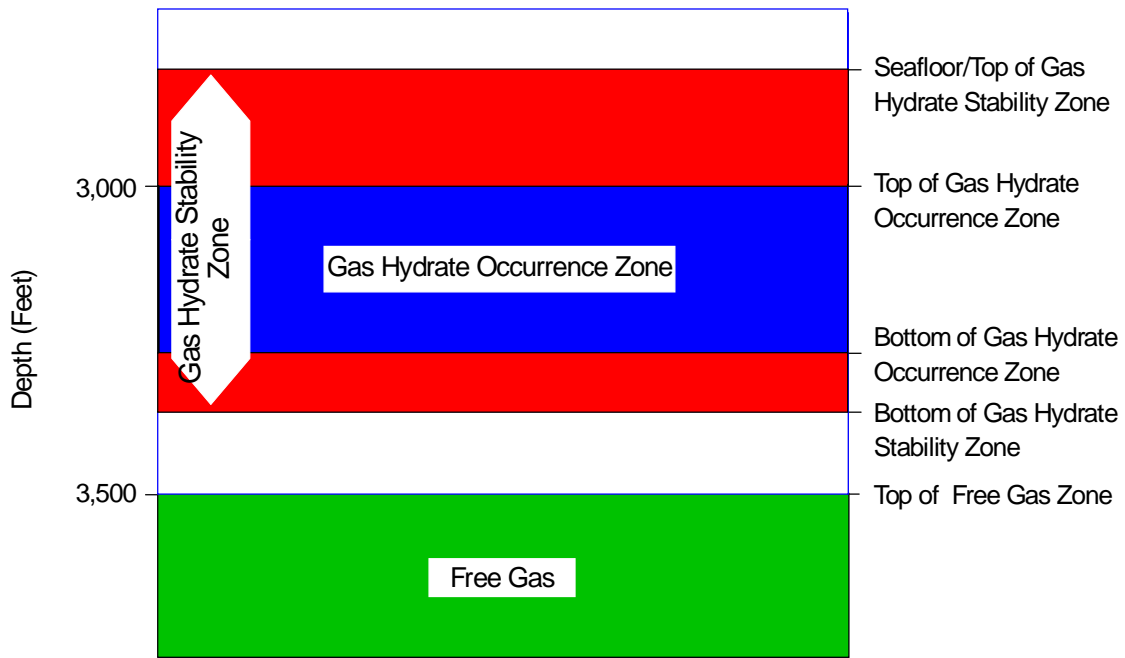 Seafloor/Top of Gas
Hydrate Stability Zone
Gas Hydrate Stability
Zone
3,000
Top of Gas Hydrate
Occurrence Zone
Gas Hydrate Occurrence Zone
Depth (Feet)
Bottom of Gas Hydrate
Occurrence Zone
Bottom of Gas Hydrate
Stability Zone
3,500
Top of Free Gas Zone
Free Gas